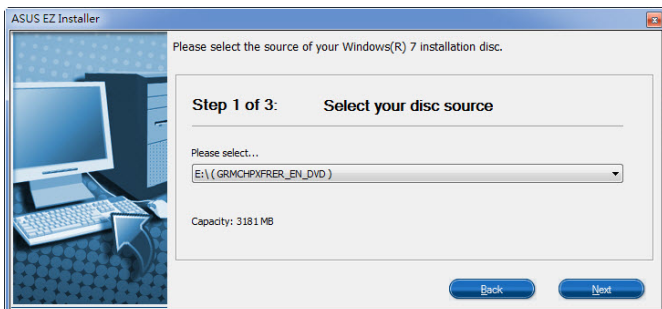 ASUS EZ Installer
Please select the source of your Windows(R) 7 installation disc.
Step 1 of 3: Select your disc source
Please select...
E:\ ( GRMCHPXFRER_EN_DVD )
Capacity: 3181 MB
Back Next